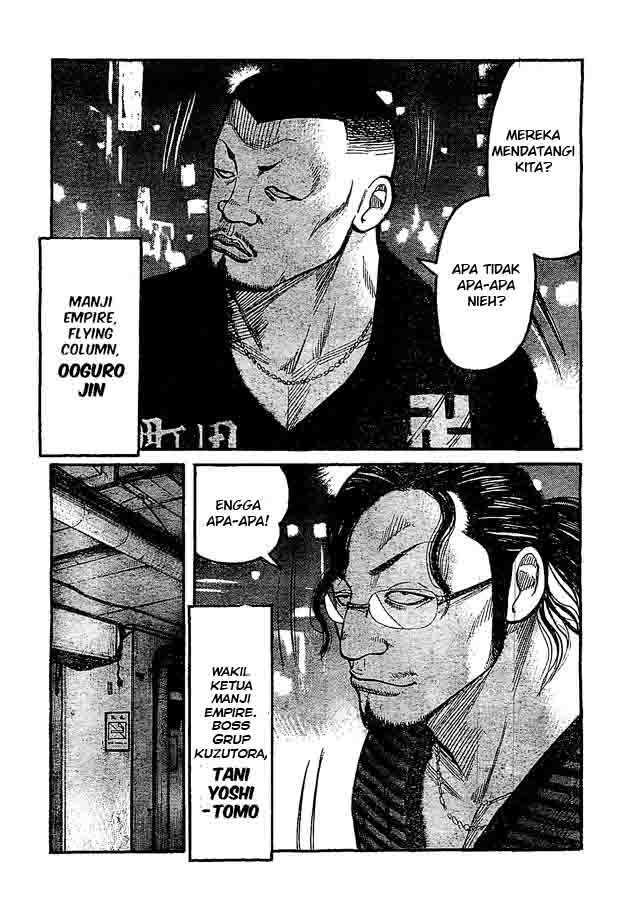 MEREKA
MENDATANGI
KITA?
APA TIDAK
APA-APA
NIEH?
MANJI
EMPIRE,
FLYING
COLUMN,
OOGURO
JIN
卍
ENGGA
APA-APA!
WAKIL
KETUA
MANJI
EMPIRE.
BOSS
GRUP
KUZUTORA,
TANI
YOSHI
-TOMO